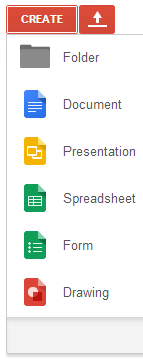 CREATE
Folder
Document
Presentation
Spreadsheet
Form
Drawing